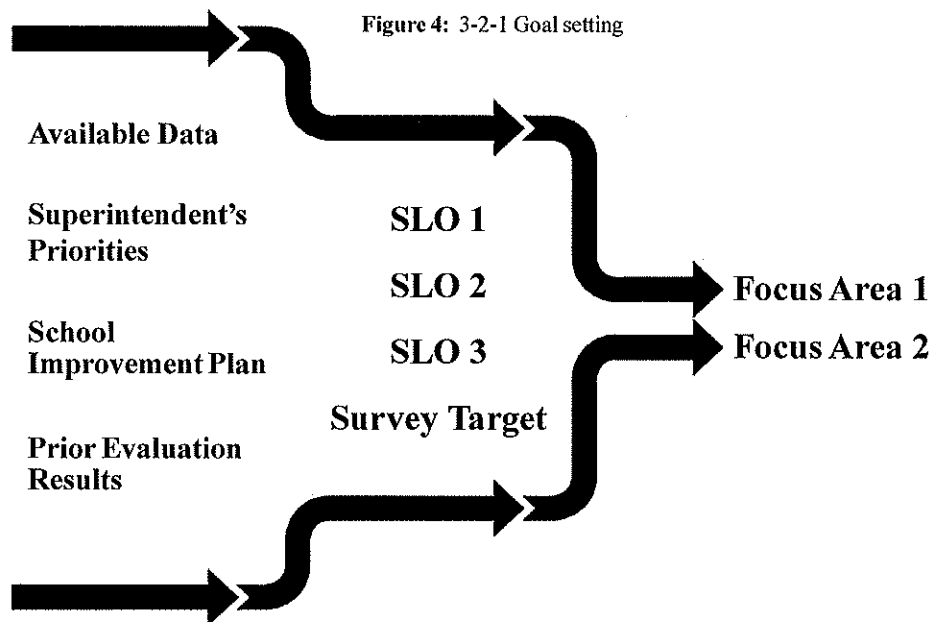 Figure 4: 3-2-1 Goal setting
Available Data
Superintendent's
Priorities
School
Improvement Plan
Prior Evaluation
Results
SLO 1
SLO 2
SLO 3
Survey Target
Focus Area 1
Focus Area 2